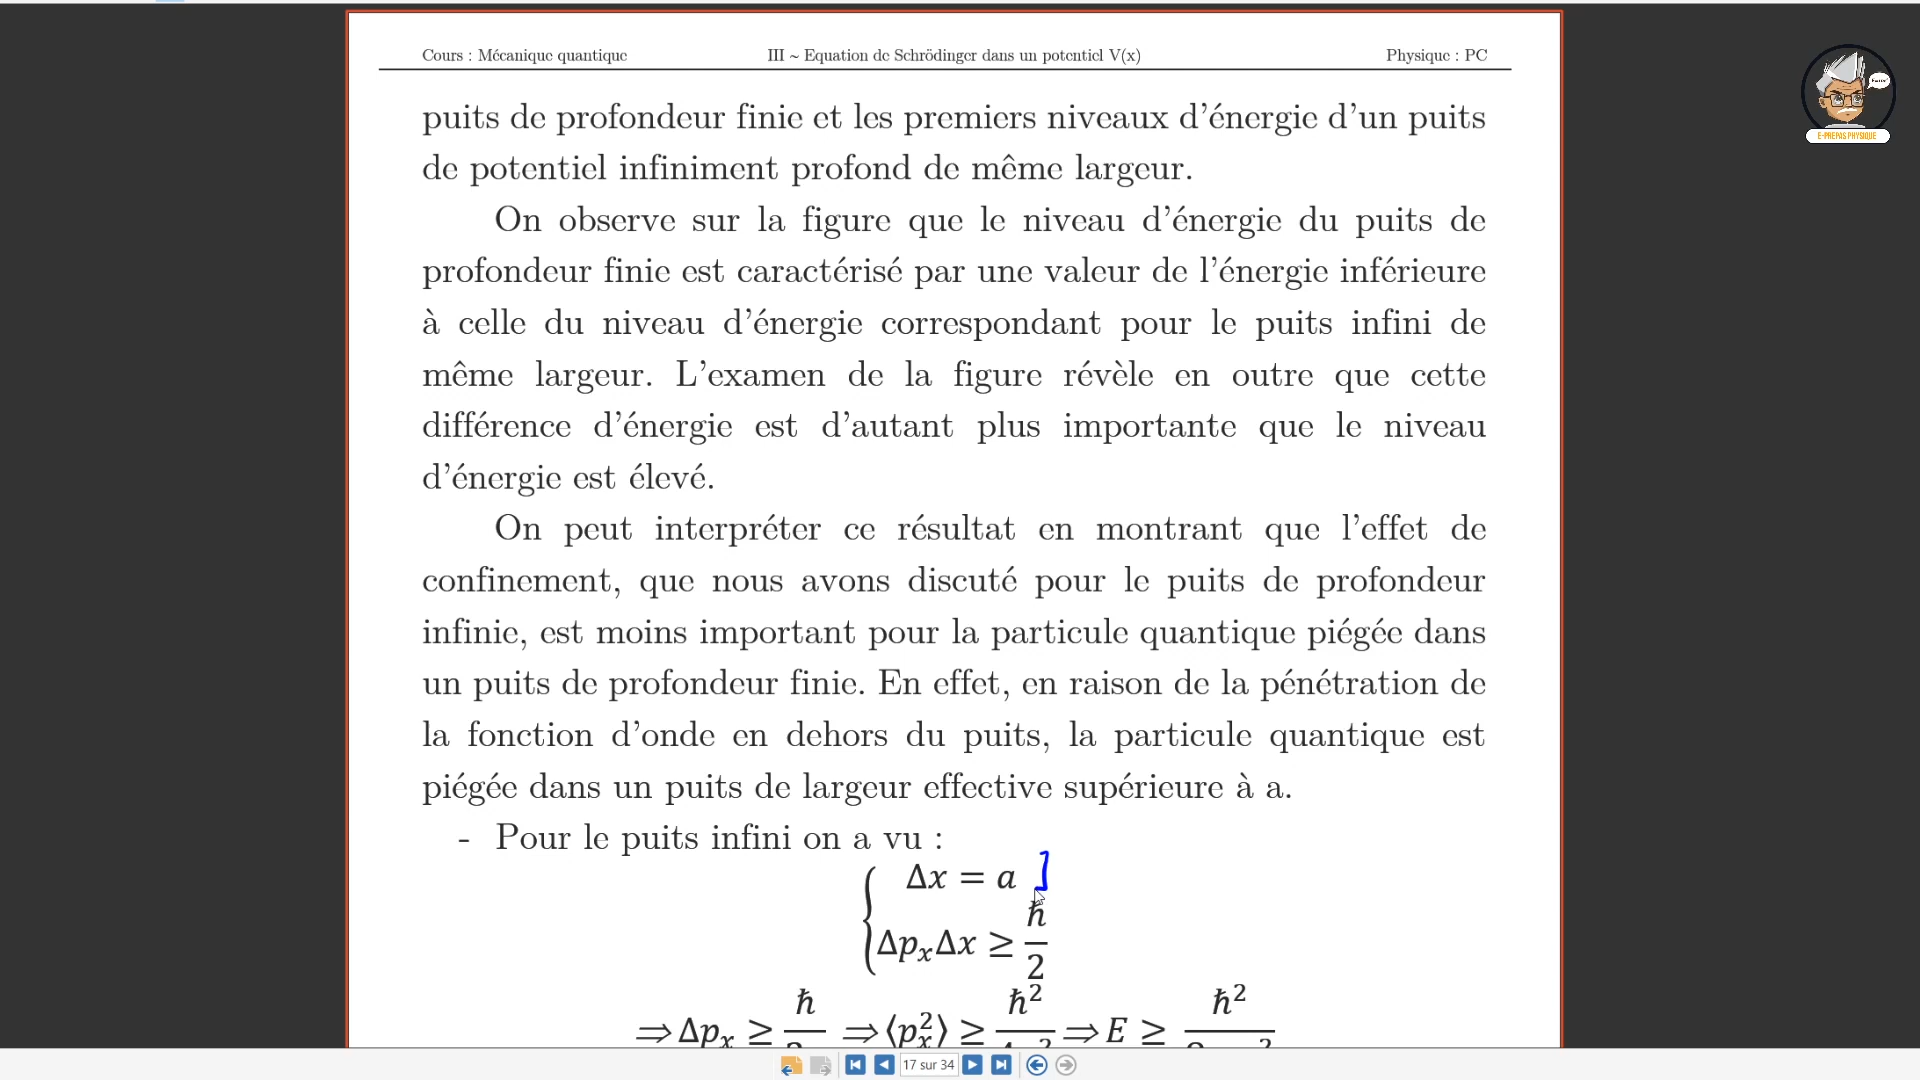 Cours : Mécanique quantique III ~ Equation de Schrödinger dans un potentiel V(x) Physique : PC
puits de profondeur finie et les premiers niveaux d'énergie d'un puits
de potentiel infiniment profond de même largeur.
On observe sur la figure que le niveau d'énergie du puits de
profondeur finie est caractérisé par une valeur de l'énergie inférieure
à celle du niveau d'énergie correspondant pour le puits infini de
même largeur. L'examen de la figure révèle en outre que cette
différence d'énergie est d'autant plus importante que le niveau
d'énergie est élevé.
On peut interpréter ce résultat en montrant que l'effet de
confinement, que nous avons discuté pour le puits de profondeur
infinie, est moins important pour la particule quantique piégée dans
un puits de profondeur finie. En effet, en raison de la pénétration de
la fonction d'onde en dehors du puits, la particule quantique est
piégée dans un puits de largeur effective supérieure à a.
- Pour le puits infini on a vu :
Δx = a
Δpₓ Δx ≥ ħ/2
⇒ Δpₓ ≥ ħ ⇒ ⟨pₓ²⟩ ≥ ħ² ⇒ E ≥ ħ²
E-PREPAS PHYSIQUE
17 sur 34